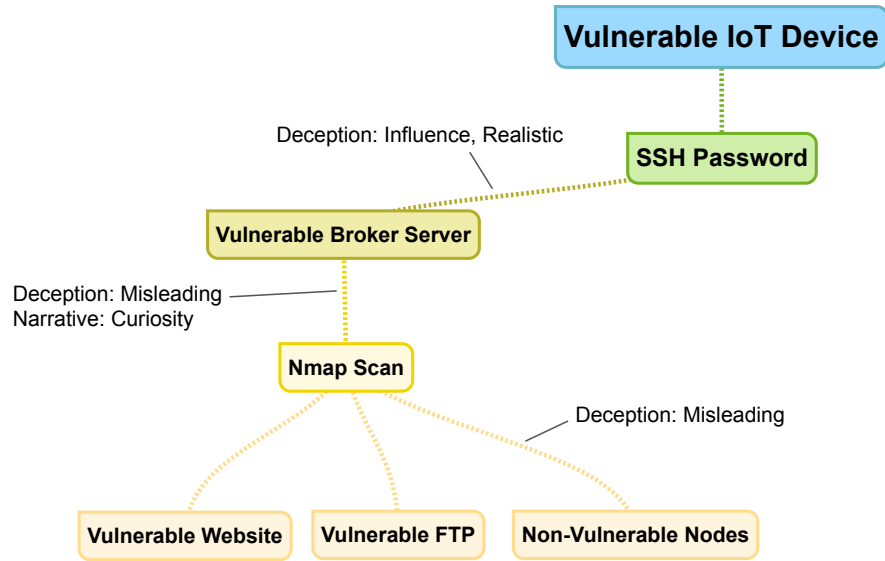 Vulnerable IoT Device
Deception: Influence, Realistic
SSH Password
Vulnerable Broker Server
Deception: Misleading
Narrative: Curiosity
Nmap Scan
Deception: Misleading
Vulnerable Website
Vulnerable FTP
Non-Vulnerable Nodes